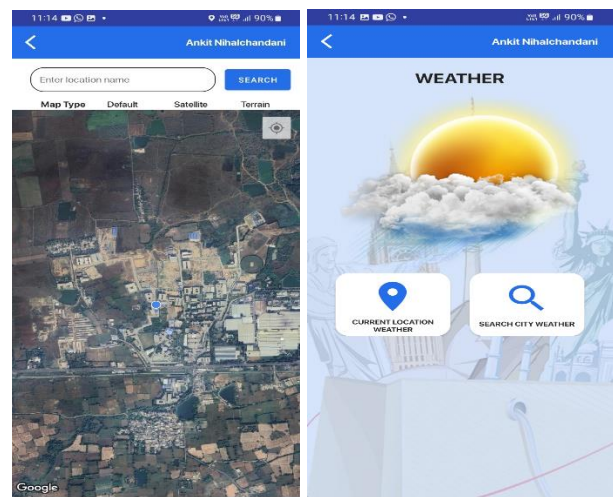 11:14
90%
Ankit Nihalchandani
Enter location name
SEARCH
Map Type Default Satellite Terrain
Google
11:14
90%
Ankit Nihalchandani
WEATHER
CURRENT LOCATION
WEATHER
SEARCH CITY WEATHER